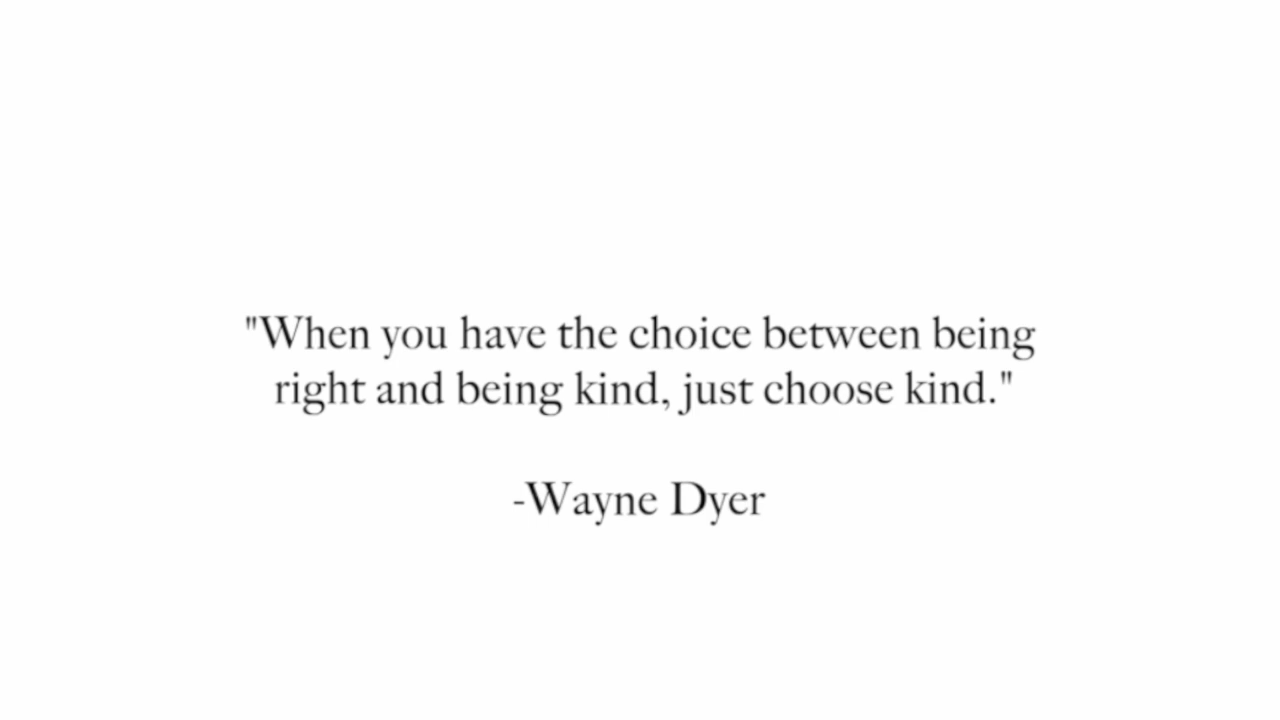 "When you have the choice between being
right and being kind, just choose kind."
-Wayne Dyer